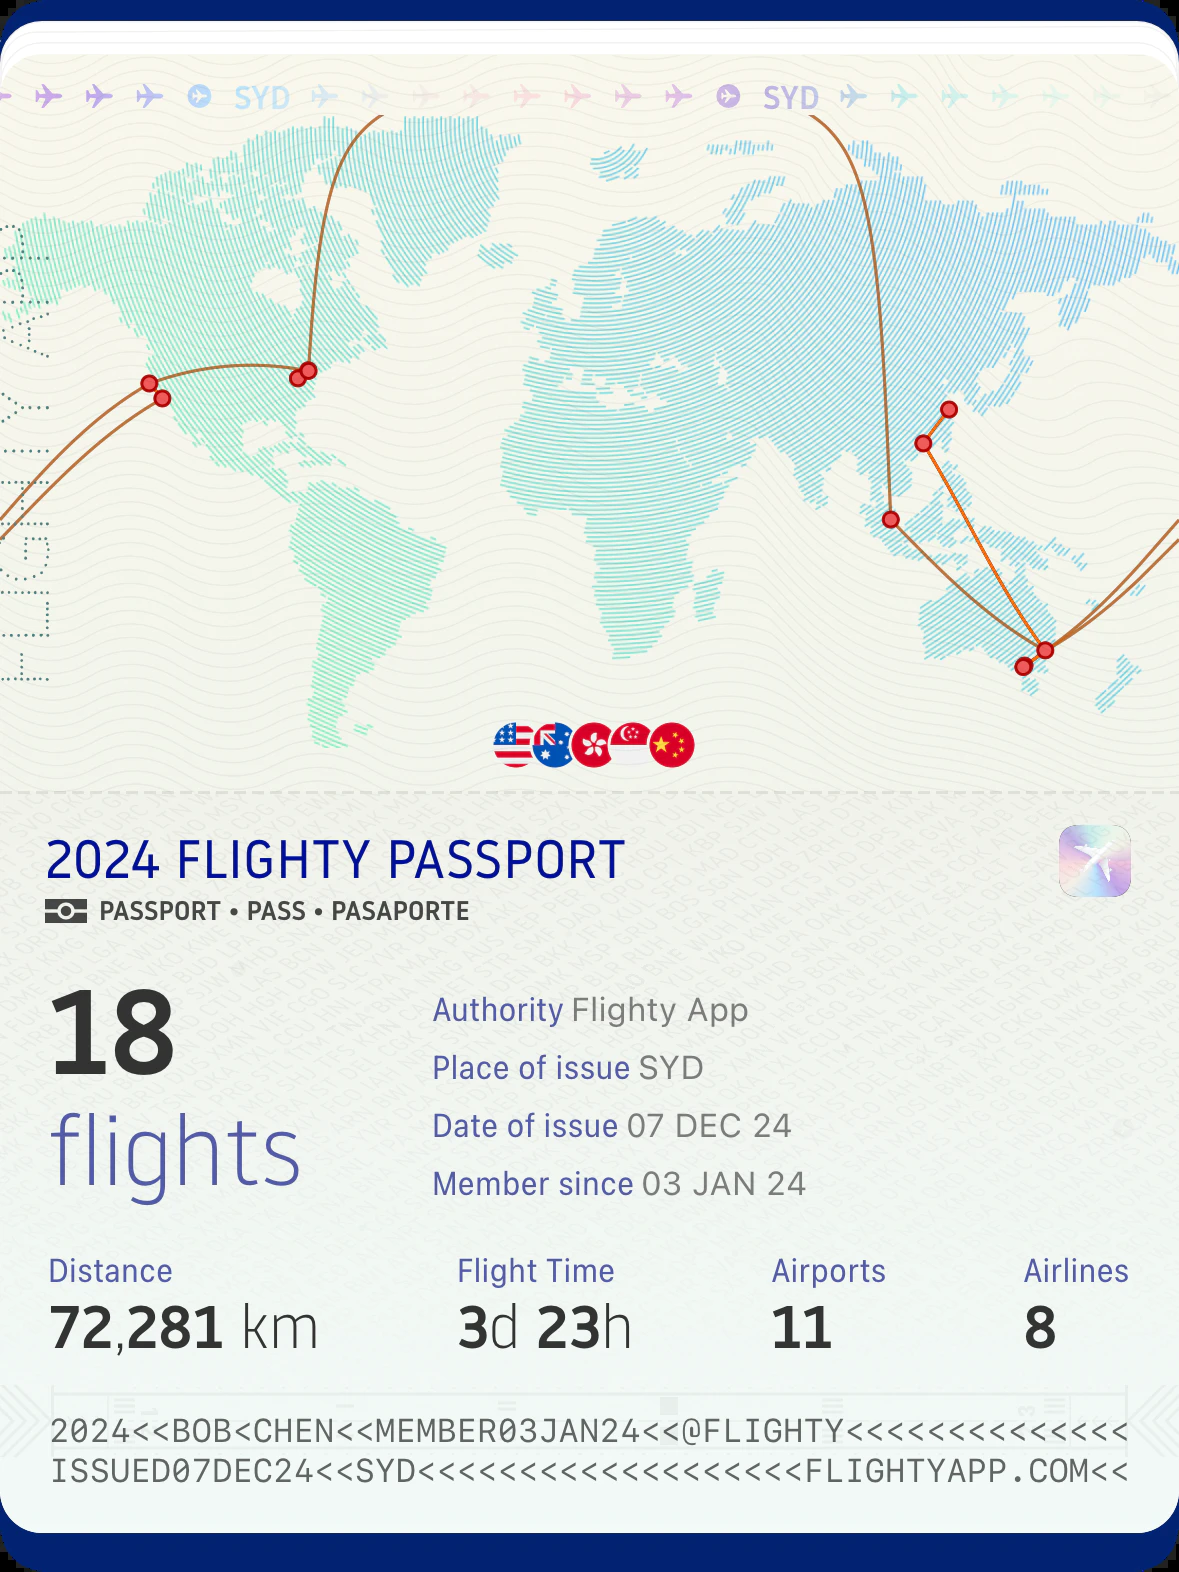 SYD SYD
FLIGHTY APP
2024 FLIGHTY PASSPORT
PASSPORT • PASS • PASAPORTE
18
flights
Authority Flighty App
Place of issue SYD
Date of issue 07 DEC 24
Member since 03 JAN 24
Distance Flight Time Airports Airlines
72,281 km 3d 23h 11 8
2024<<BOB<CHEN<<MEMBER03JAN24<<@FLIGHTY<<<<<<<<<<<<<<
ISSUED07DEC24<<SYD<<<<<<<<<<<<<<<<<<<FLIGHTYAPP.COM<<